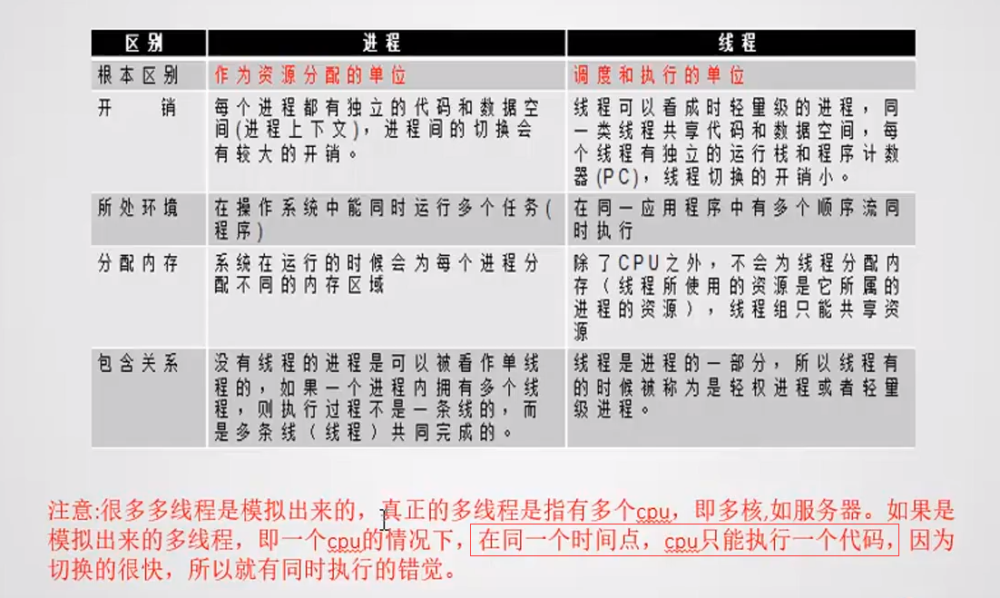 区别 进程 线程
根本区别 作为资源分配的单位 调度和执行的单位
开 销 每个进程都有独立的代码和数据空
间(进程上下文)，进程间的切换会
有较大的开销。
线程可以看成时轻量级的进程，同
一类线程共享代码和数据空间，每
个线程有独立的运行栈和程序计数
器(PC)，线程切换的开销小。
所处环境 在操作系统中能同时运行多个任务(
程序)
在同一应用程序中有多个顺序流同
时执行
分配内存 系统在运行的时候会为每个进程分
配不同的内存区域
除了CPU之外，不会为线程分配内
存（线程所使用的资源是它所属的
进程的资源），线程组只能共享资
源
包含关系 没有线程的进程是可以被看作单线
程的，如果一个进程内拥有多个线
程，则执行过程不是一条线的，而
是多条线（线程）共同完成的。
线程是进程的一部分，所以线程有
的时候被称为是轻权进程或者轻量
级进程。
注意:很多多线程是模拟出来的，真正的多线程是指有多个cpu，即多核,如服务器。如果是
模拟出来的多线程，即一个cpu的情况下，在同一个时间点，cpu只能执行一个代码，因为
切换的很快，所以就有同时执行的错觉。